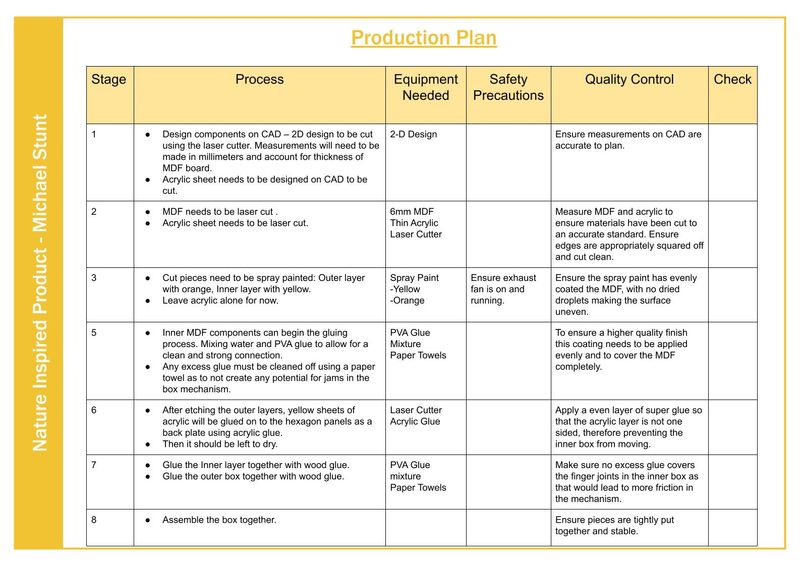 Production Plan
Nature Inspired Product - Michael Stunt
Stage
Process
Equipment
Needed
Safety
Precautions
Quality Control
Check
1
● Design components on CAD – 2D design to be cut
using the laser cutter. Measurements will need to be
made in millimeters and account for thickness of
MDF board.
● Acrylic sheet needs to be designed on CAD to be
cut.
2-D Design
Ensure measurements on CAD are
accurate to plan.
2
● MDF needs to be laser cut .
● Acrylic sheet needs to be laser cut.
6mm MDF
Thin Acrylic
Laser Cutter
Measure MDF and acrylic to
ensure materials have been cut to
an accurate standard. Ensure
edges are appropriately squared off
and cut clean.
3
● Cut pieces need to be spray painted: Outer layer
with orange, Inner layer with yellow.
● Leave acrylic alone for now.
Spray Paint
-Yellow
-Orange
Ensure exhaust
fan is on and
running.
Ensure the spray paint has evenly
coated the MDF, with no dried
droplets making the surface
uneven.
5
● Inner MDF components can begin the gluing
process. Mixing water and PVA glue to allow for a
clean and strong connection.
● Any excess glue must be cleaned off using a paper
towel as to not create any potential for jams in the
box mechanism.
PVA Glue
Mixture
Paper Towels
To ensure a higher quality finish
this coating needs to be applied
evenly and to cover the MDF
completely.
6
● After etching the outer layers, yellow sheets of
acrylic will be glued on to the hexagon panels as a
back plate using acrylic glue.
● Then it should be left to dry.
Laser Cutter
Acrylic Glue
Apply a even layer of super glue so
that the acrylic layer is not one
sided, therefore preventing the
inner box from moving.
7
● Glue the Inner layer together with wood glue.
● Glue the outer box together with wood glue.
PVA Glue
mixture
Paper Towels
Make sure no excess glue covers
the finger joints in the inner box as
that would lead to more friction in
the mechanism.
8
● Assemble the box together.
Ensure pieces are tightly put
together and stable.